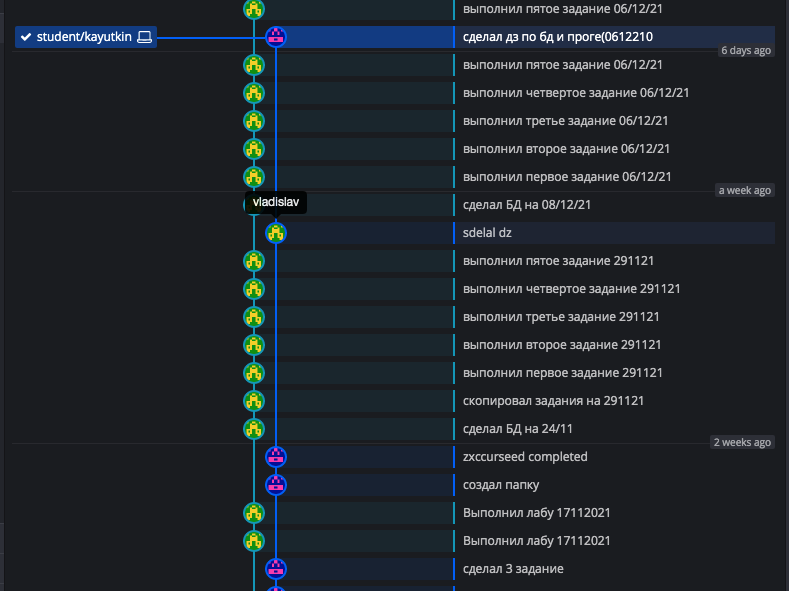 выполнил пятое задание 06/12/21
student/kayutkin
сделал дз по бд и проге(0612210
6 days ago
выполнил пятое задание 06/12/21
выполнил четвертое задание 06/12/21
выполнил третье задание 06/12/21
выполнил второе задание 06/12/21
выполнил первое задание 06/12/21
a week ago
vladislav
сделал БД на 08/12/21
sdelal dz
выполнил пятое задание 291121
выполнил четвертое задание 291121
выполнил третье задание 291121
выполнил второе задание 291121
выполнил первое задание 291121
скопировал задания на 291121
сделал БД на 24/11
2 weeks ago
zxccurseed completed
создал папку
Выполнил лабу 17112021
Выполнил лабу 17112021
сделал 3 задание